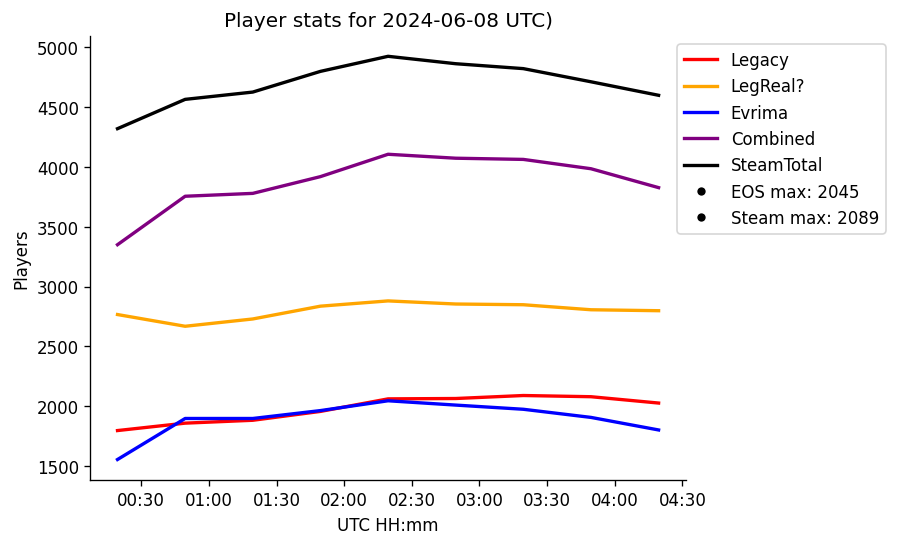 Player stats for 2024-06-08 UTC)
5000
4500
4000
3500
3000
2500
2000
1500
Players
00:30 01:00 01:30 02:00 02:30 03:00 03:30 04:00 04:30
UTC HH:mm
Legacy
LegReal?
Evrima
Combined
SteamTotal
EOS max: 2045
Steam max: 2089